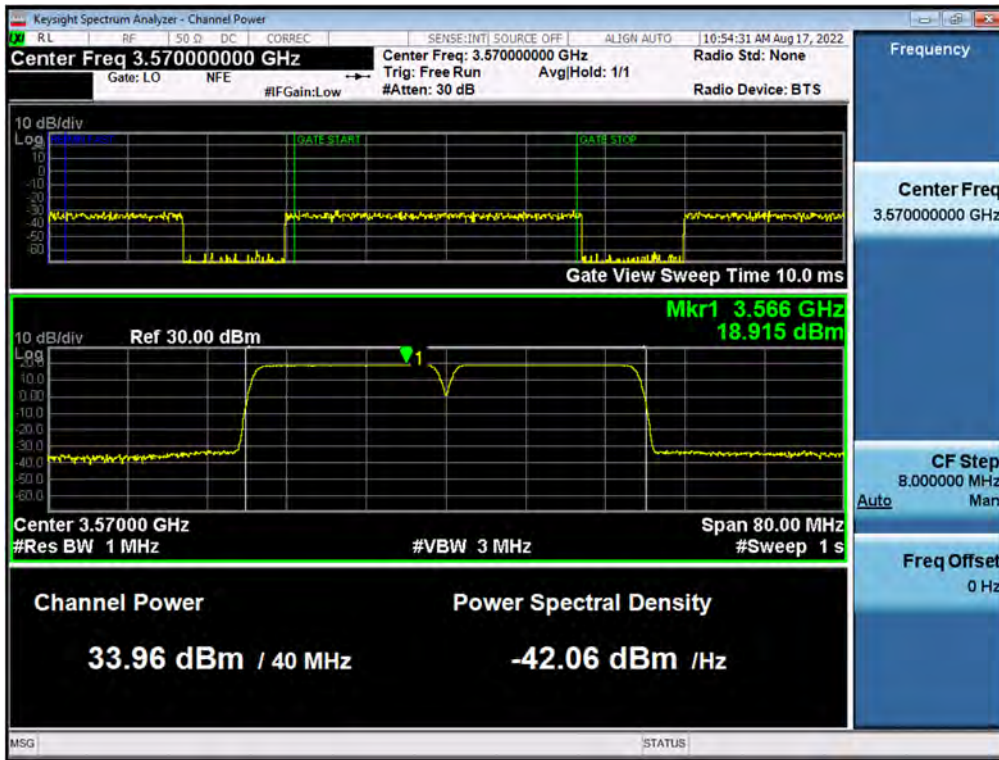 Keysight Spectrum Analyzer - Channel Power
RL RF 50 Ω DC CORREC SENSE:INT SOURCE OFF ALIGN AUTO 10:54:31 AM Aug 17, 2022
Center Freq 3.570000000 GHz
Center Freq: 3.570000000 GHz
Radio Std: None
Gate: LO NFE
Trig: Free Run Avg|Hold: 1/1
#IFGain:Low
#Atten: 30 dB
Radio Device: BTS
10 dB/div
Log
GATE START
GATE STOP
20
10
0
-10
-20
-30
-40
-50
-60
Gate View Sweep Time 10.0 ms
Mkr1 3.566 GHz
18.915 dBm
10 dB/div
Ref 30.00 dBm
Log
1
20.0
10.0
0.00
-10.0
-20.0
-30.0
-40.0
-50.0
-60.0
Center 3.57000 GHz
Span 80.00 MHz
#Res BW 1 MHz
#VBW 3 MHz
#Sweep 1 s
Channel Power
Power Spectral Density
33.96 dBm / 40 MHz
-42.06 dBm /Hz
MSG
STATUS
Frequency
Center Freq
3.570000000 GHz
CF Step
8.000000 MHz
Auto Man
Freq Offset
0 Hz